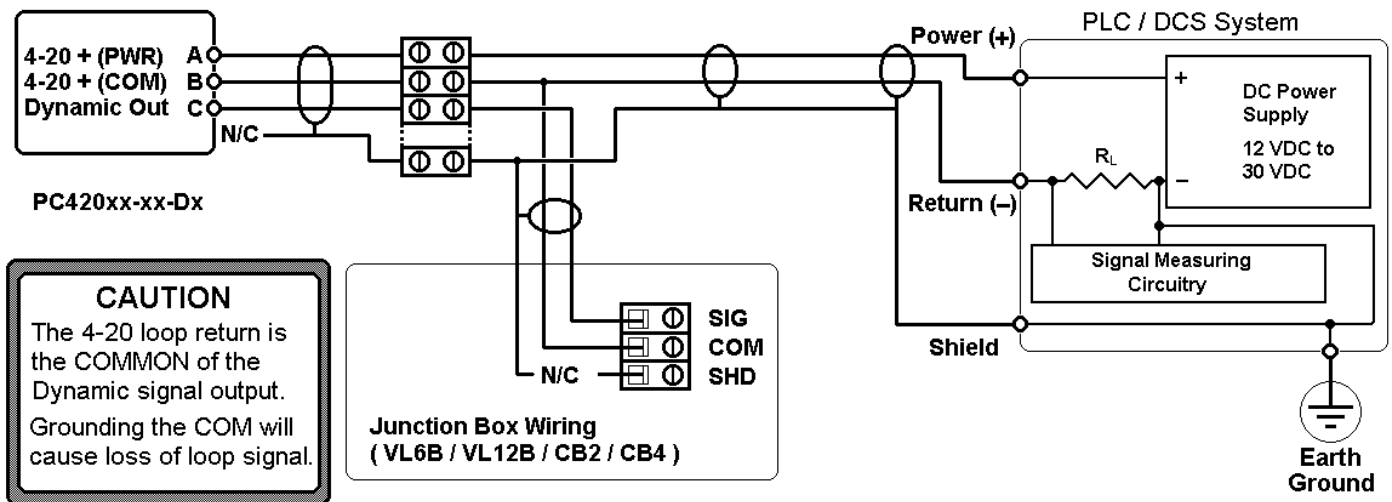 4-20 + (PWR) A
4-20 + (COM) B
Dynamic Out C
N/C
PC420xx-xx-Dx
CAUTION
The 4-20 loop return is
the COMMON of the
Dynamic signal output.
Grounding the COM will
cause loss of loop signal.
SIG
COM
SHD
N/C
Junction Box Wiring
( VL6B / VL12B / CB2 / CB4 )
PLC / DCS System
Power (+)
Return (–)
Shield
+
DC Power
Supply
12 VDC to
30 VDC
RL
–
Signal Measuring
Circuitry
Earth
Ground